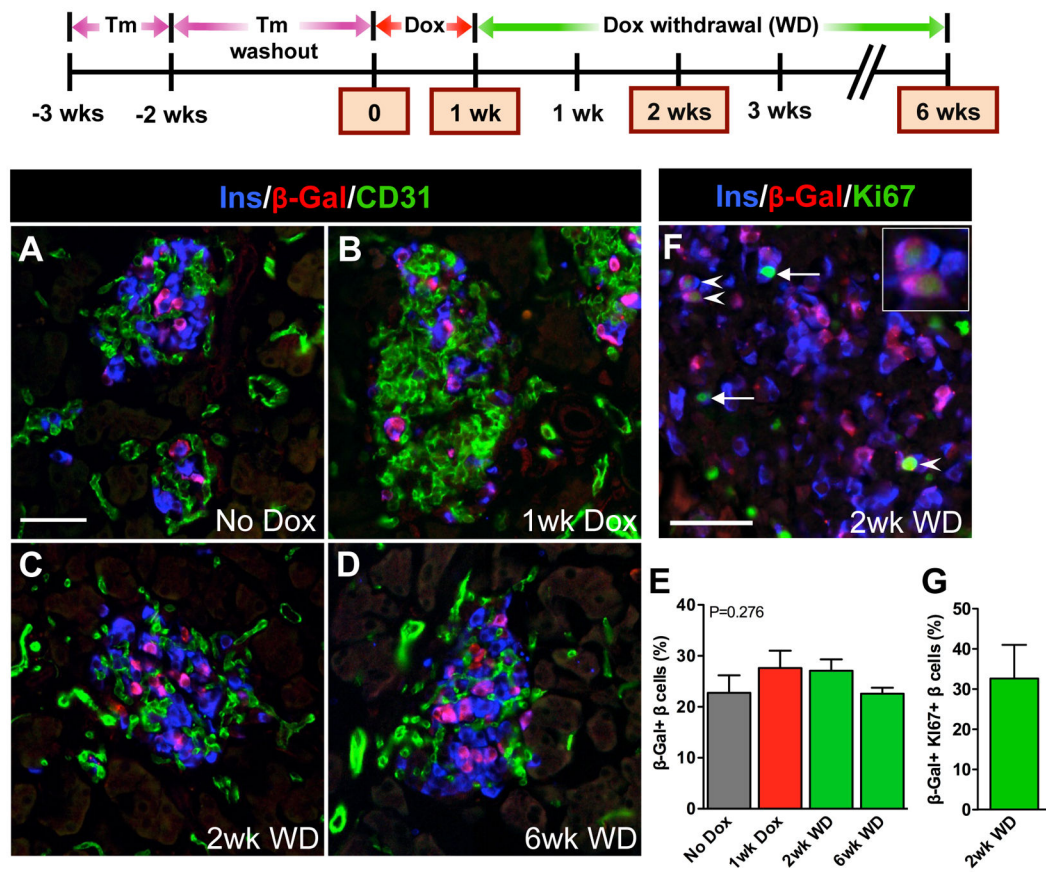 Tm
Tm
washout
Dox
Dox withdrawal (WD)
-3 wks
-2 wks
0
1 wk
1 wk
2 wks
3 wks
6 wks
Ins/β-Gal/CD31
Ins/β-Gal/Ki67
A
No Dox
B
1wk Dox
F
2wk WD
C
2wk WD
D
6wk WD
E
P=0.276
β-Gal+ β cells (%)
40
30
20
10
0
No Dox
1wk Dox
2wk WD
6wk WD
G
β-Gal+ KI67+ β cells (%)
50
40
30
20
10
0
2wk WD